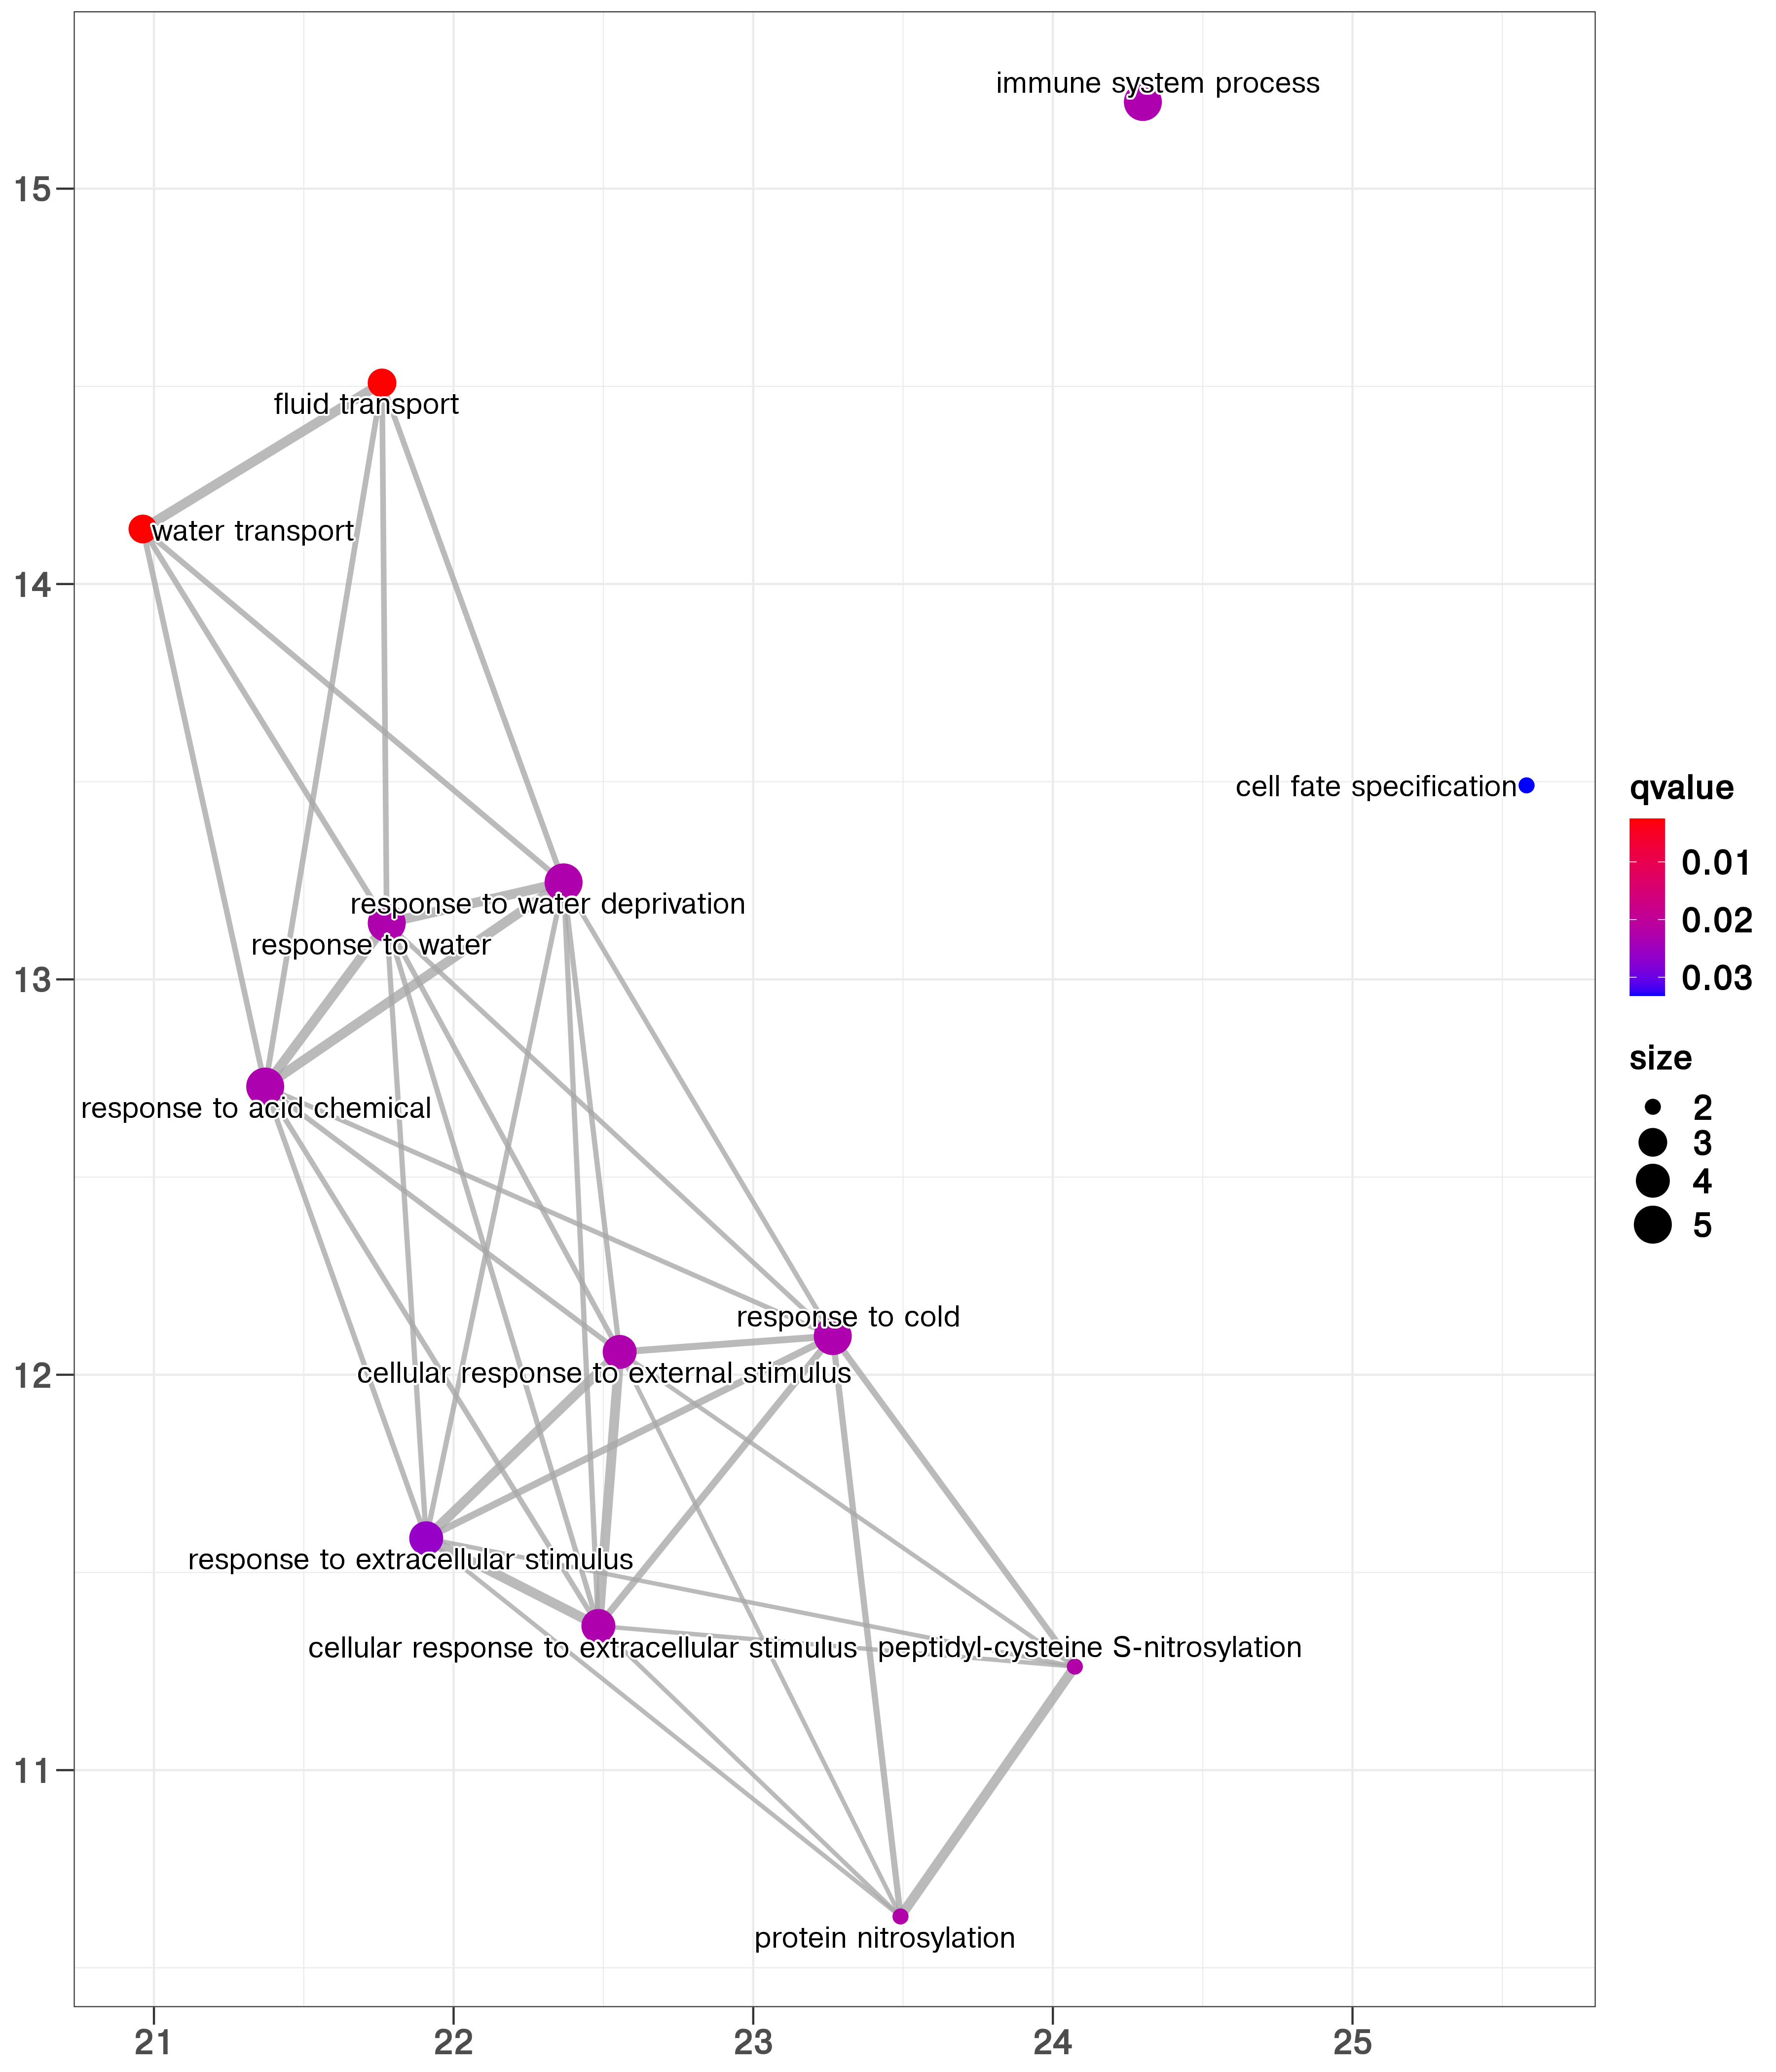 immune system process
15
fluid transport
water transport
14
cell fate specification
response to water deprivation
response to water
13
response to acid chemical
response to cold
cellular response to external stimulus
12
response to extracellular stimulus
cellular response to extracellular stimulus
peptidyl-cysteine S-nitrosylation
11
protein nitrosylation
21 22 23 24 25
qvalue
0.01
0.02
0.03
size
2
3
4
5